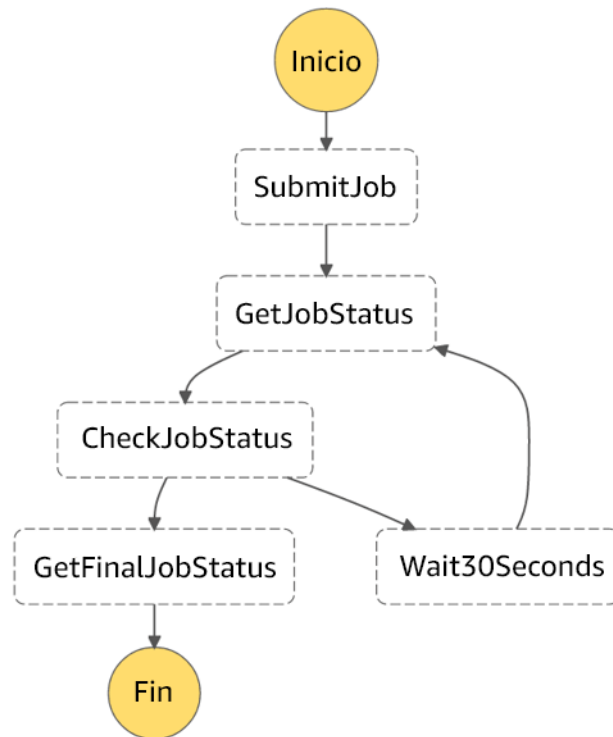 Inicio
SubmitJob
GetJobStatus
CheckJobStatus
GetFinalJobStatus
Wait30Seconds
Fin